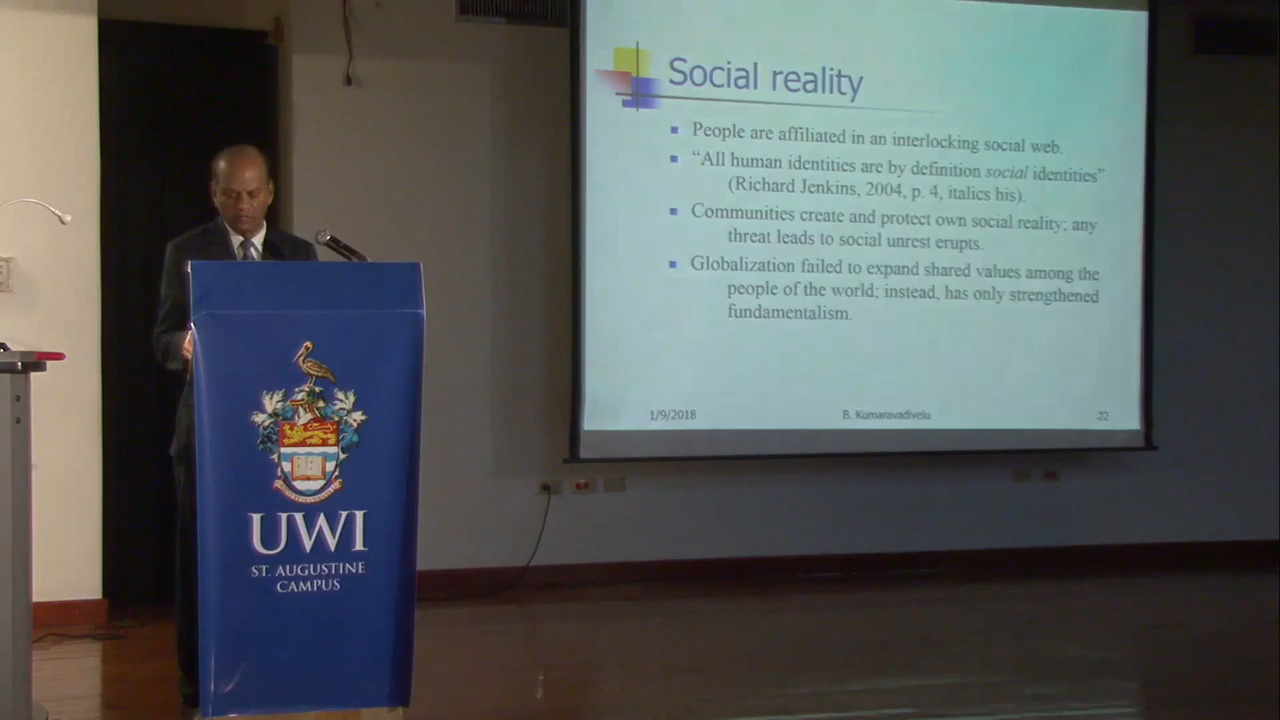 Social reality
People are affiliated in an interlocking social web.
“All human identities are by definition social identities”
(Richard Jenkins, 2004, p. 4, italics his).
Communities create and protect own social reality; any
threat leads to social unrest erupts.
Globalization failed to expand shared values among the
people of the world; instead, has only strengthened
fundamentalism.
1/9/2018 B. Kumaravadivelu 22
UWI
ST. AUGUSTINE
CAMPUS